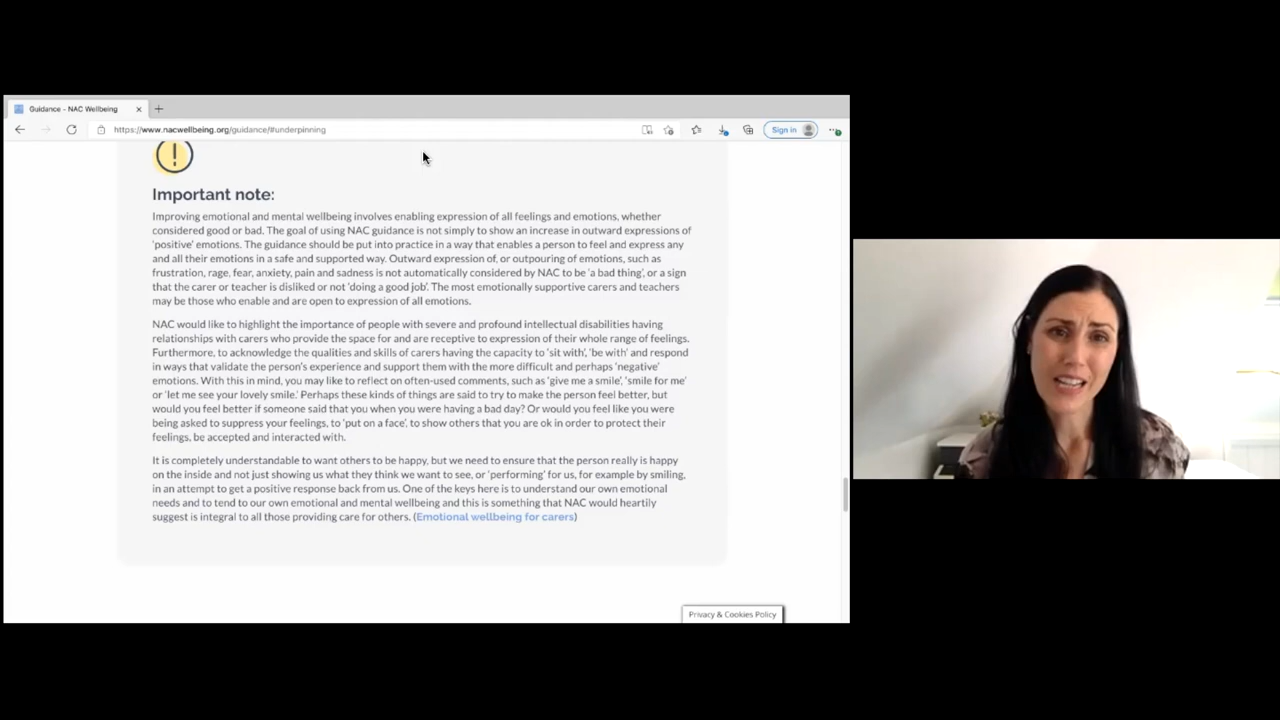 Guidance - NAC Wellbeing
https://www.nacwellbeing.org/guidance/#underpinning
Sign in
Important note:
Improving emotional and mental wellbeing involves enabling expression of all feelings and emotions, whether
considered good or bad. The goal of using NAC guidance is not simply to show an increase in outward expressions of
'positive' emotions. The guidance should be put into practice in a way that enables a person to feel and express any
and all their emotions in a safe and supported way. Outward expression of, or outpouring of emotions, such as
frustration, rage, fear, anxiety, pain and sadness is not automatically considered by NAC to be 'a bad thing', or a sign
that the carer or teacher is disliked or not 'doing a good job'. The most emotionally supportive carers and teachers
may be those who enable and are open to expression of all emotions.
NAC would like to highlight the importance of people with severe and profound intellectual disabilities having
relationships with carers who provide the space for and are receptive to expression of their whole range of feelings.
Furthermore, to acknowledge the qualities and skills of carers having the capacity to 'sit with', 'be with' and respond
in ways that validate the person's experience and support them with the more difficult and perhaps 'negative'
emotions. With this in mind, you may like to reflect on often-used comments, such as 'give me a smile', 'smile for me'
or 'let me see your lovely smile.' Perhaps these kinds of things are said to try to make the person feel better, but
would you feel better if someone said that you when you were having a bad day? Or would you feel like you were
being asked to suppress your feelings, to 'put on a face', to show others that you are ok in order to protect their
feelings, be accepted and interacted with.
It is completely understandable to want others to be happy, but we need to ensure that the person really is happy
on the inside and not just showing us what they think we want to see, or 'performing' for us, for example by smiling,
in an attempt to get a positive response back from us. One of the keys here is to understand our own emotional
needs and to tend to our own emotional and mental wellbeing and this is something that NAC would heartily
suggest is integral to all those providing care for others. (Emotional wellbeing for carers)
Privacy & Cookies Policy